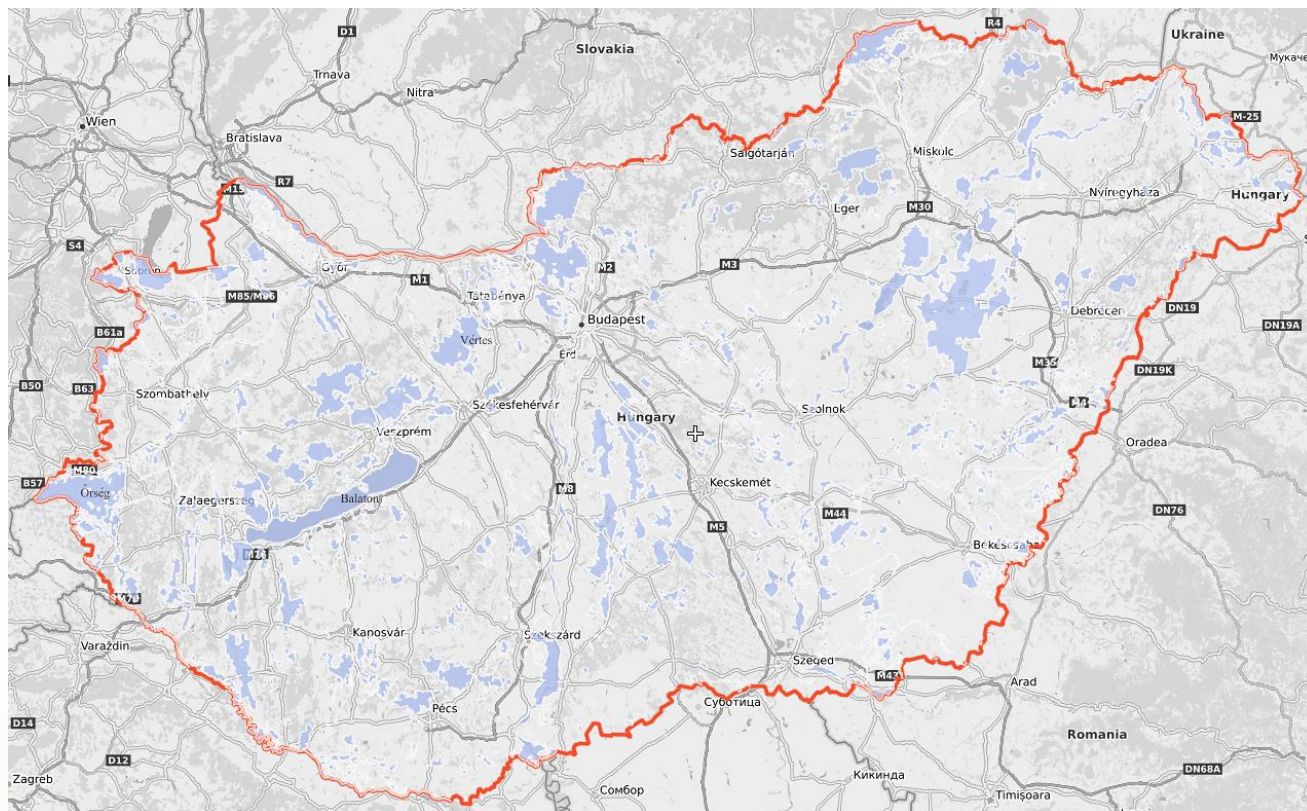 D1
R4
Slovakia
Ukraine
Мукаче
Trnava
Nitra
Wien
M-25
Bratislava
Salgótarján
Miskolc
R7
Nyíregyháza
Hungary
Eger
M30
S4
Sopron
Győr
M1
M2
M3
M85/M86
Tatabánya
DN19
Debrecen
Budapest
DN19A
B61a
Vértes
Érd
M35
DN19K
B50
B63
Szombathely
Székesfehérvár
Szolnok
Hungary
Veszprém
Oradea
M80
B57
Őrség
Zalaegerszeg
Balaton
M8
Kecskemét
M44
DN76
M5
Békéscsaba
Varaždin
Kaposvár
Szekszárd
Szeged
M43
Arad
Суботица
Pécs
D14
Romania
D12
Zagreb
Сомбор
Кикинда
DN68A
Timișoara